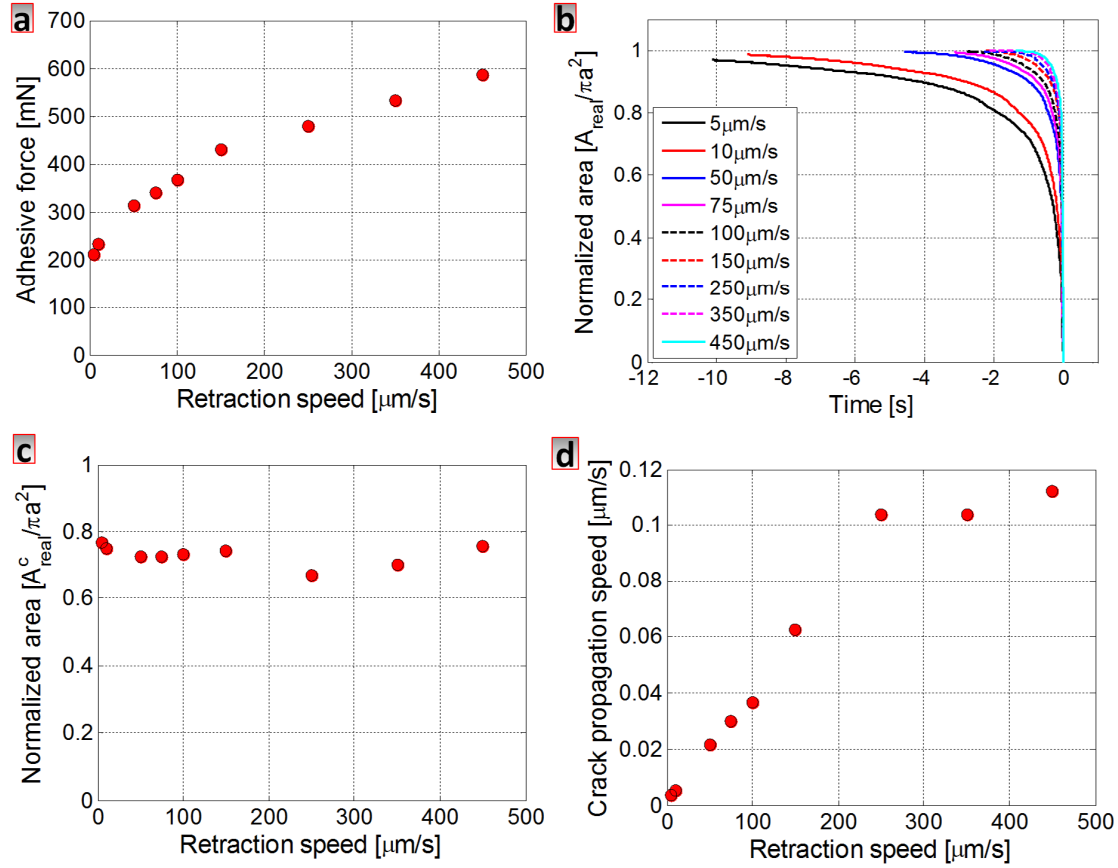 a
Adhesive force [mN]
700
600
500
400
300
200
100
0
0 100 200 300 400 500
Retraction speed [μm/s]
b
Normalized area [A_real/πa²]
1
0.8
0.6
0.4
0.2
0
5μm/s
10μm/s
50μm/s
75μm/s
100μm/s
150μm/s
250μm/s
350μm/s
450μm/s
-12 -10 -8 -6 -4 -2 0
Time [s]
c
Normalized area [A^c_real/πa²]
1
0.8
0.6
0.4
0.2
0
0 100 200 300 400 500
Retraction speed [μm/s]
d
Crack propagation speed [μm/s]
0.12
0.1
0.08
0.06
0.04
0.02
0
0 100 200 300 400 500
Retraction speed [μm/s]